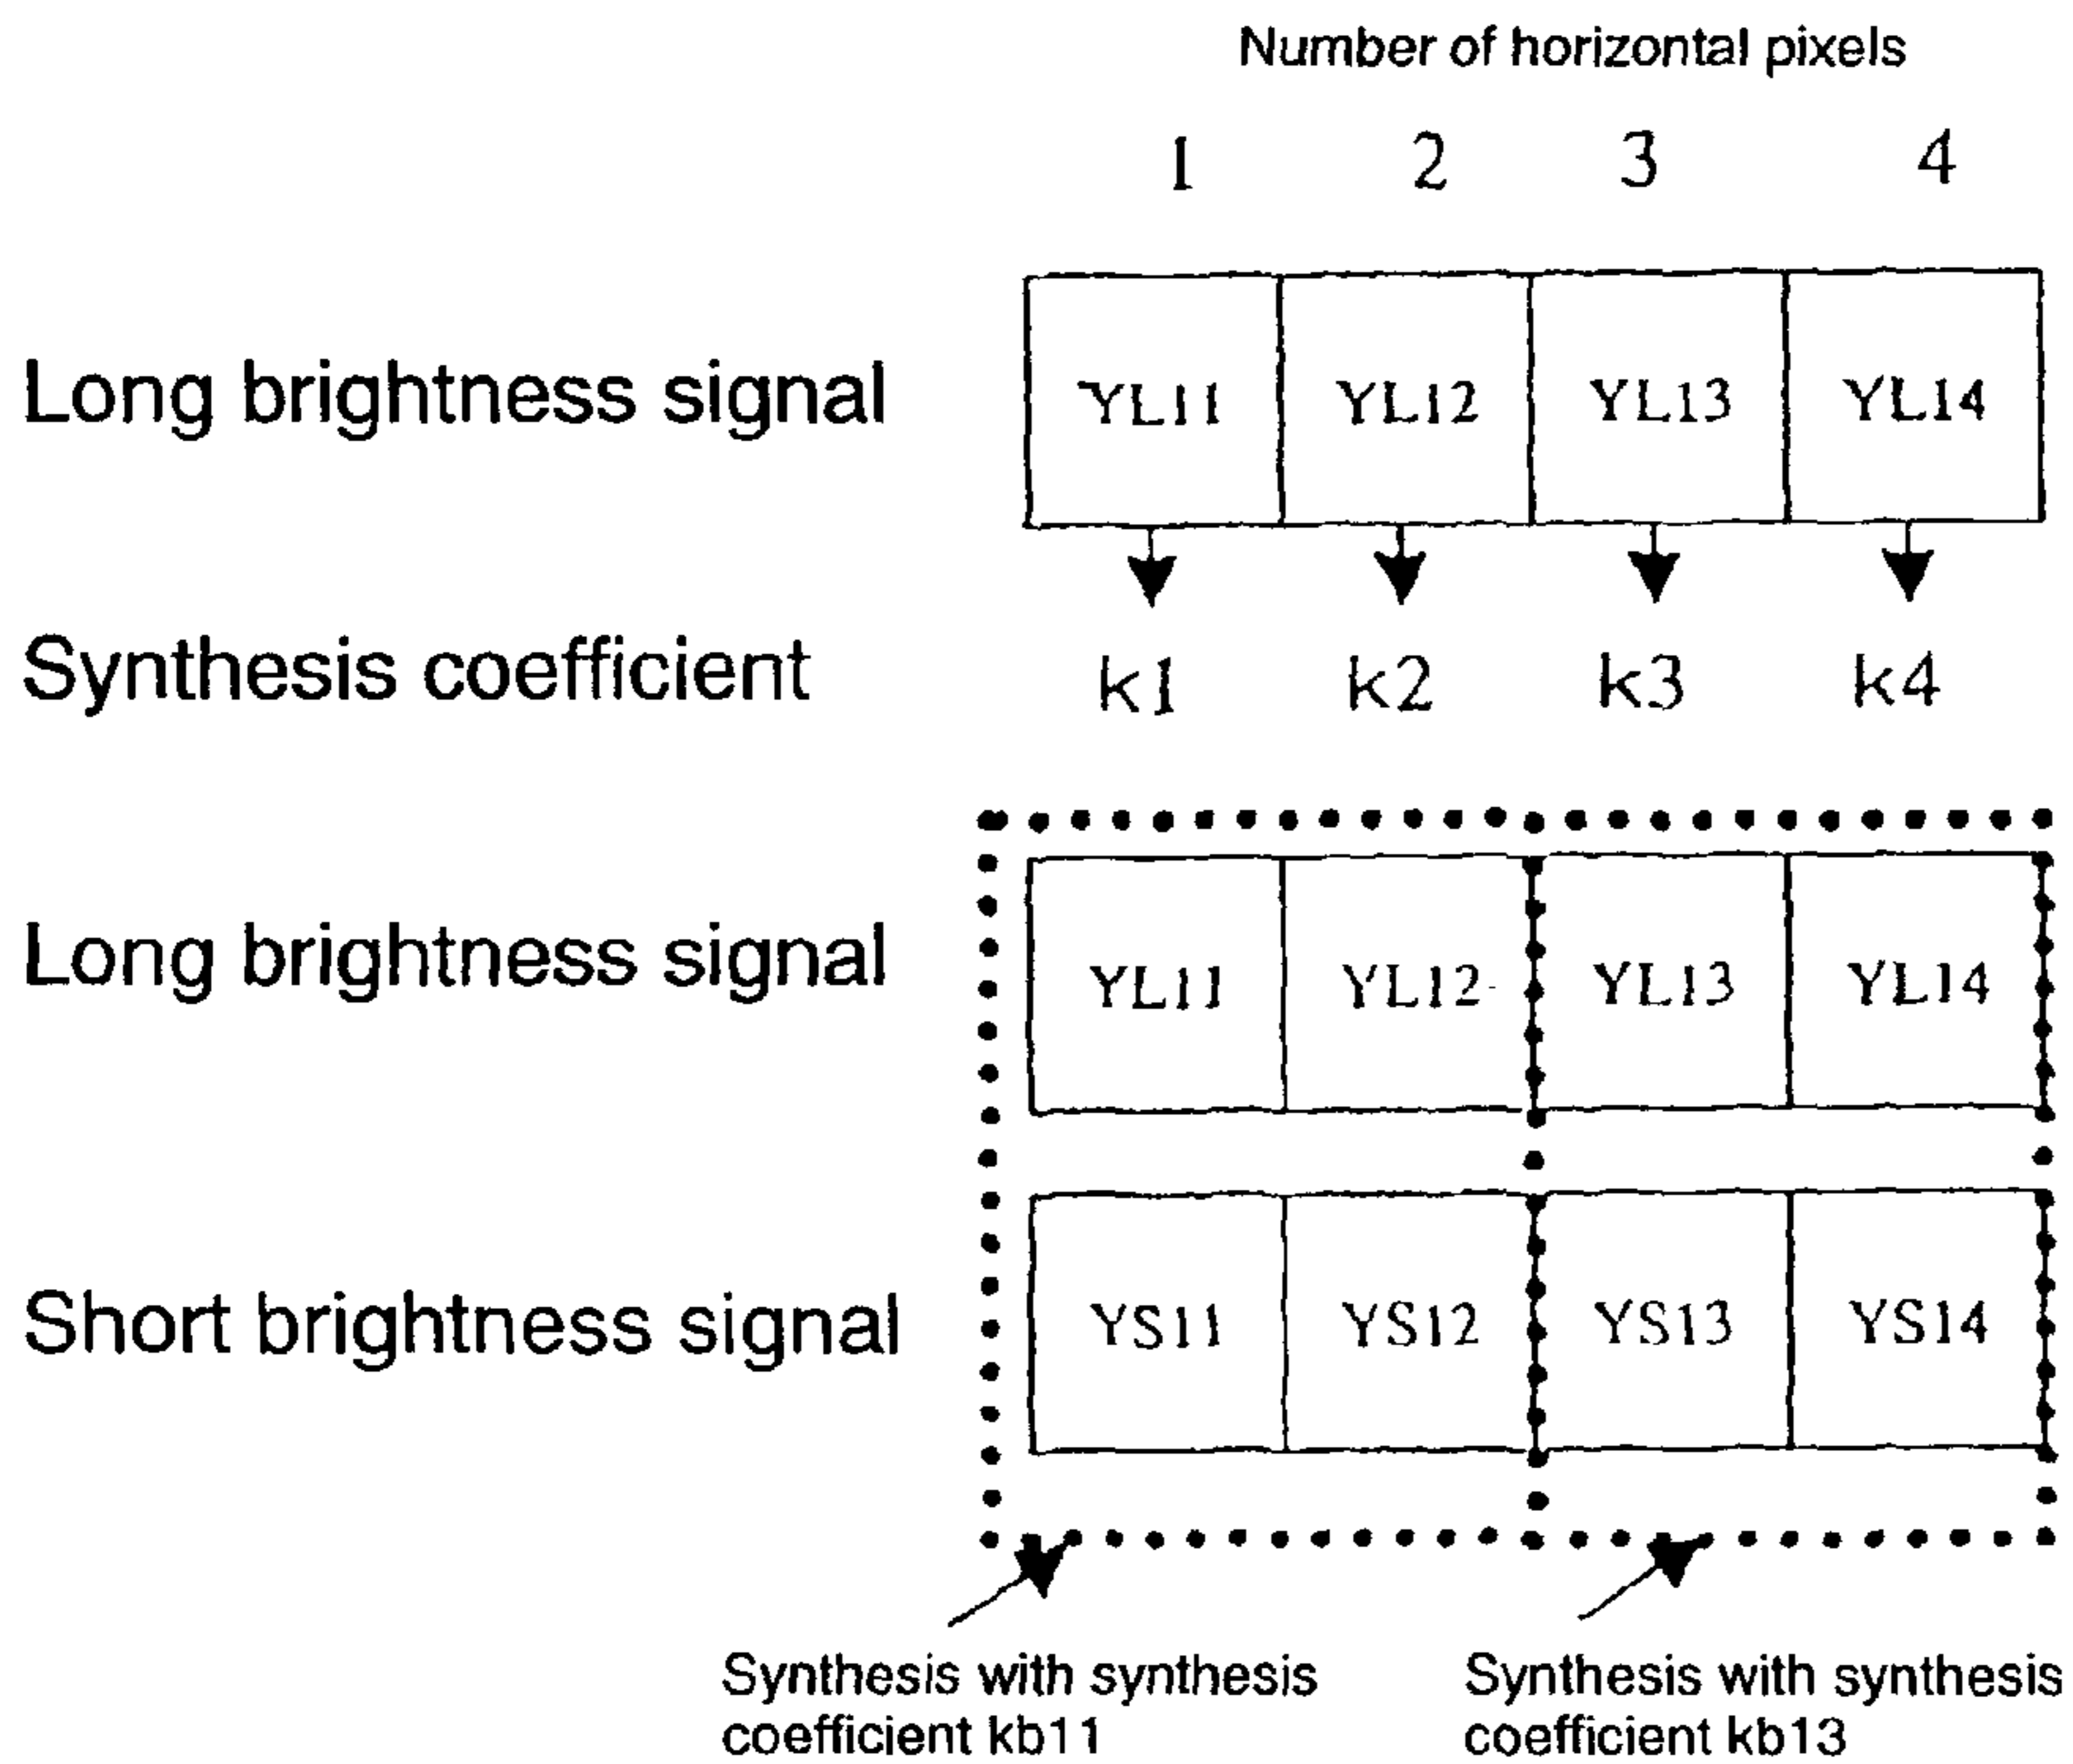 Number of horizontal pixels
1 2 3 4
Long brightness signal YL11 YL12 YL13 YL14
Synthesis coefficient k1 k2 k3 k4
Long brightness signal YL11 YL12 YL13 YL14
Short brightness signal YS11 YS12 YS13 YS14
Synthesis with synthesis
coefficient kb11
Synthesis with synthesis
coefficient kb13